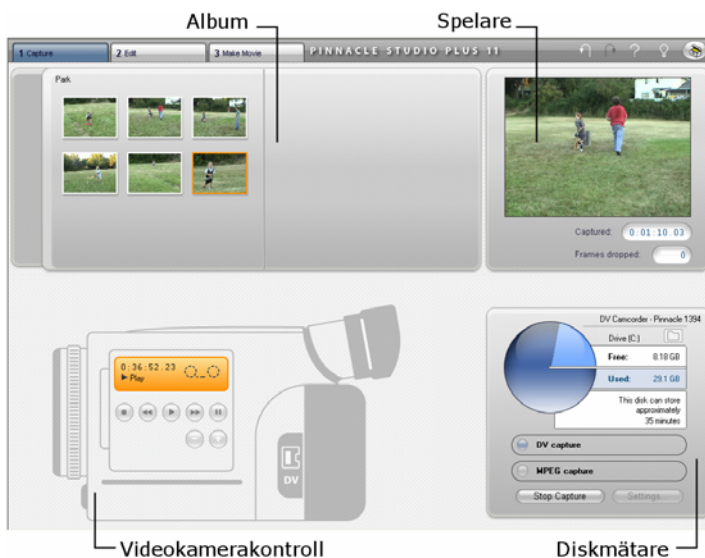 Album
Spelare
1 Capture 2 Edit 3 Make Movie PINNACLE STUDIO PLUS 11
Park
Captured: 0:01:10.03
Frames dropped: 0
DV Camcorder - Pinnacle 1394
Drive (C:)
Free: 8.18 GB
Used: 29.1 GB
This disk can store
approximately
35 minutes
0:36:52.23
Play
DV
DV capture
MPEG capture
Stop Capture Settings...
Videokamerakontroll
Diskmätare